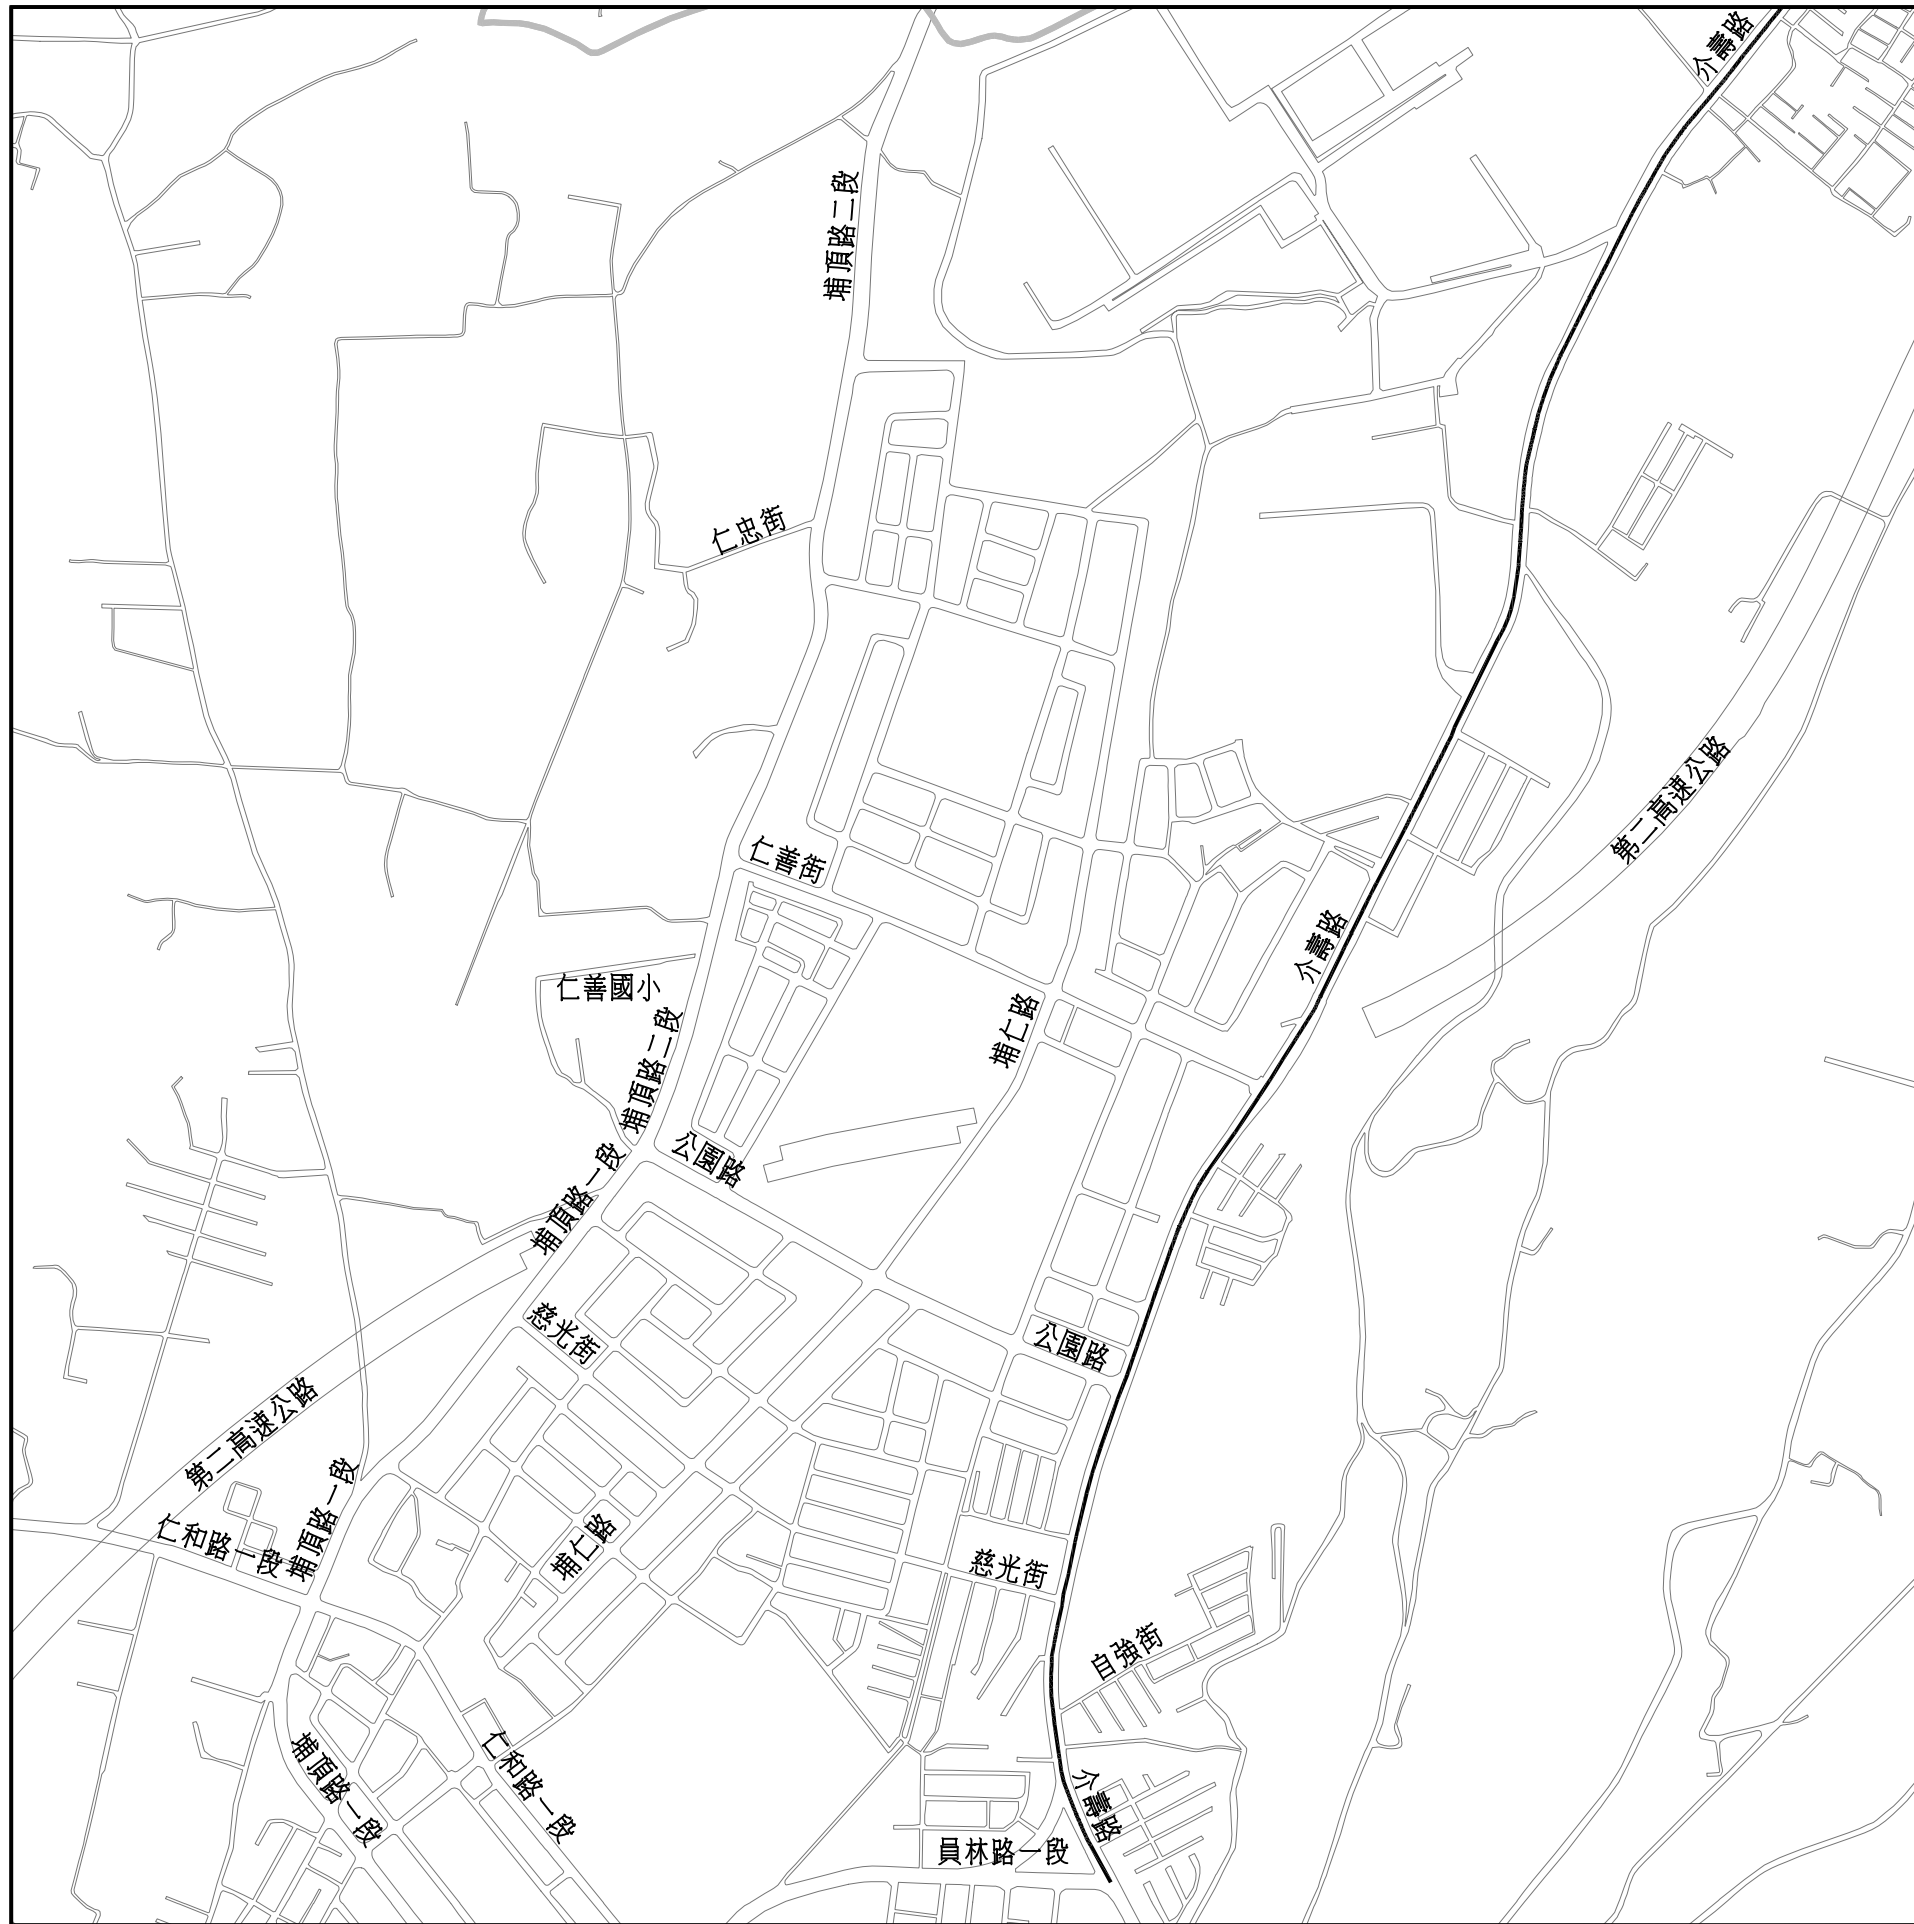 介壽路
埔頂路二段
仁忠街
第二高速公路
仁善街
介壽路
仁善國小
埔仁路
埔頂路二段
公園路
埔頂路一段
慈光街
公園路
第二高速公路
埔頂路一段
仁和路一段
埔仁路
慈光街
自強街
仁和路一段
埔頂路一段
介壽路
員林路一段